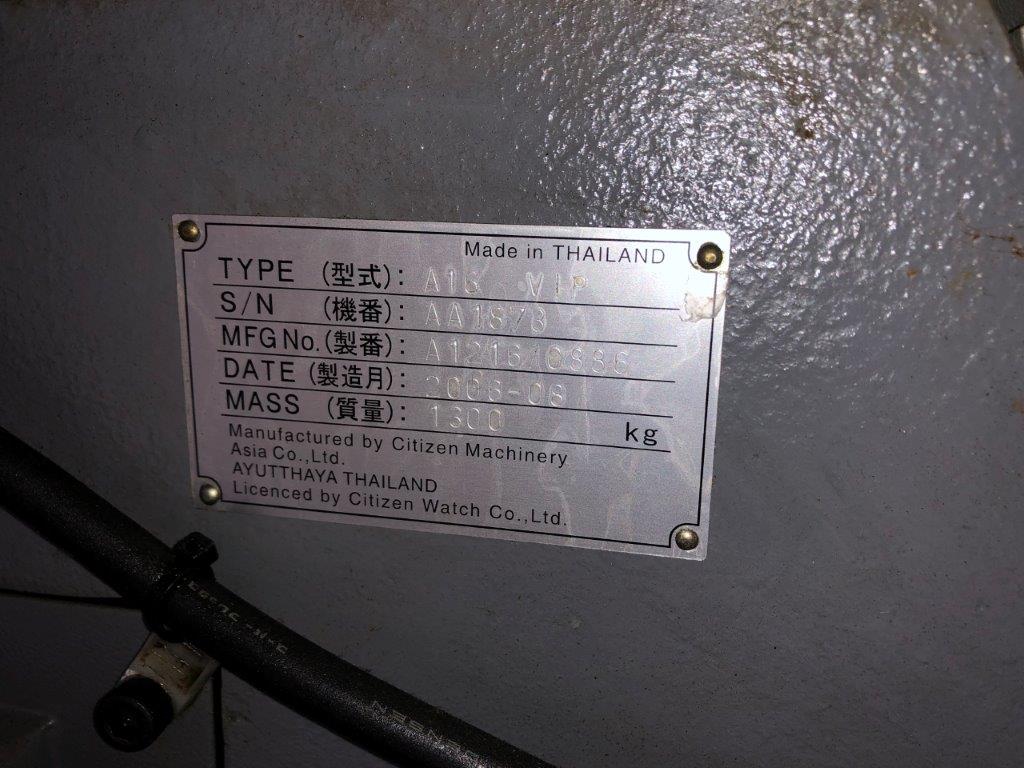 Made in THAILAND
TYPE (型式): VIP
S/N (機番):
MFG No. (製番):
DATE (製造月): 2008-08
MASS (質量): 1300 kg
Manufactured by Citizen Machinery
Asia Co.,Ltd.
AYUTTHAYA THAILAND
Licenced by Citizen Watch Co.,Ltd.